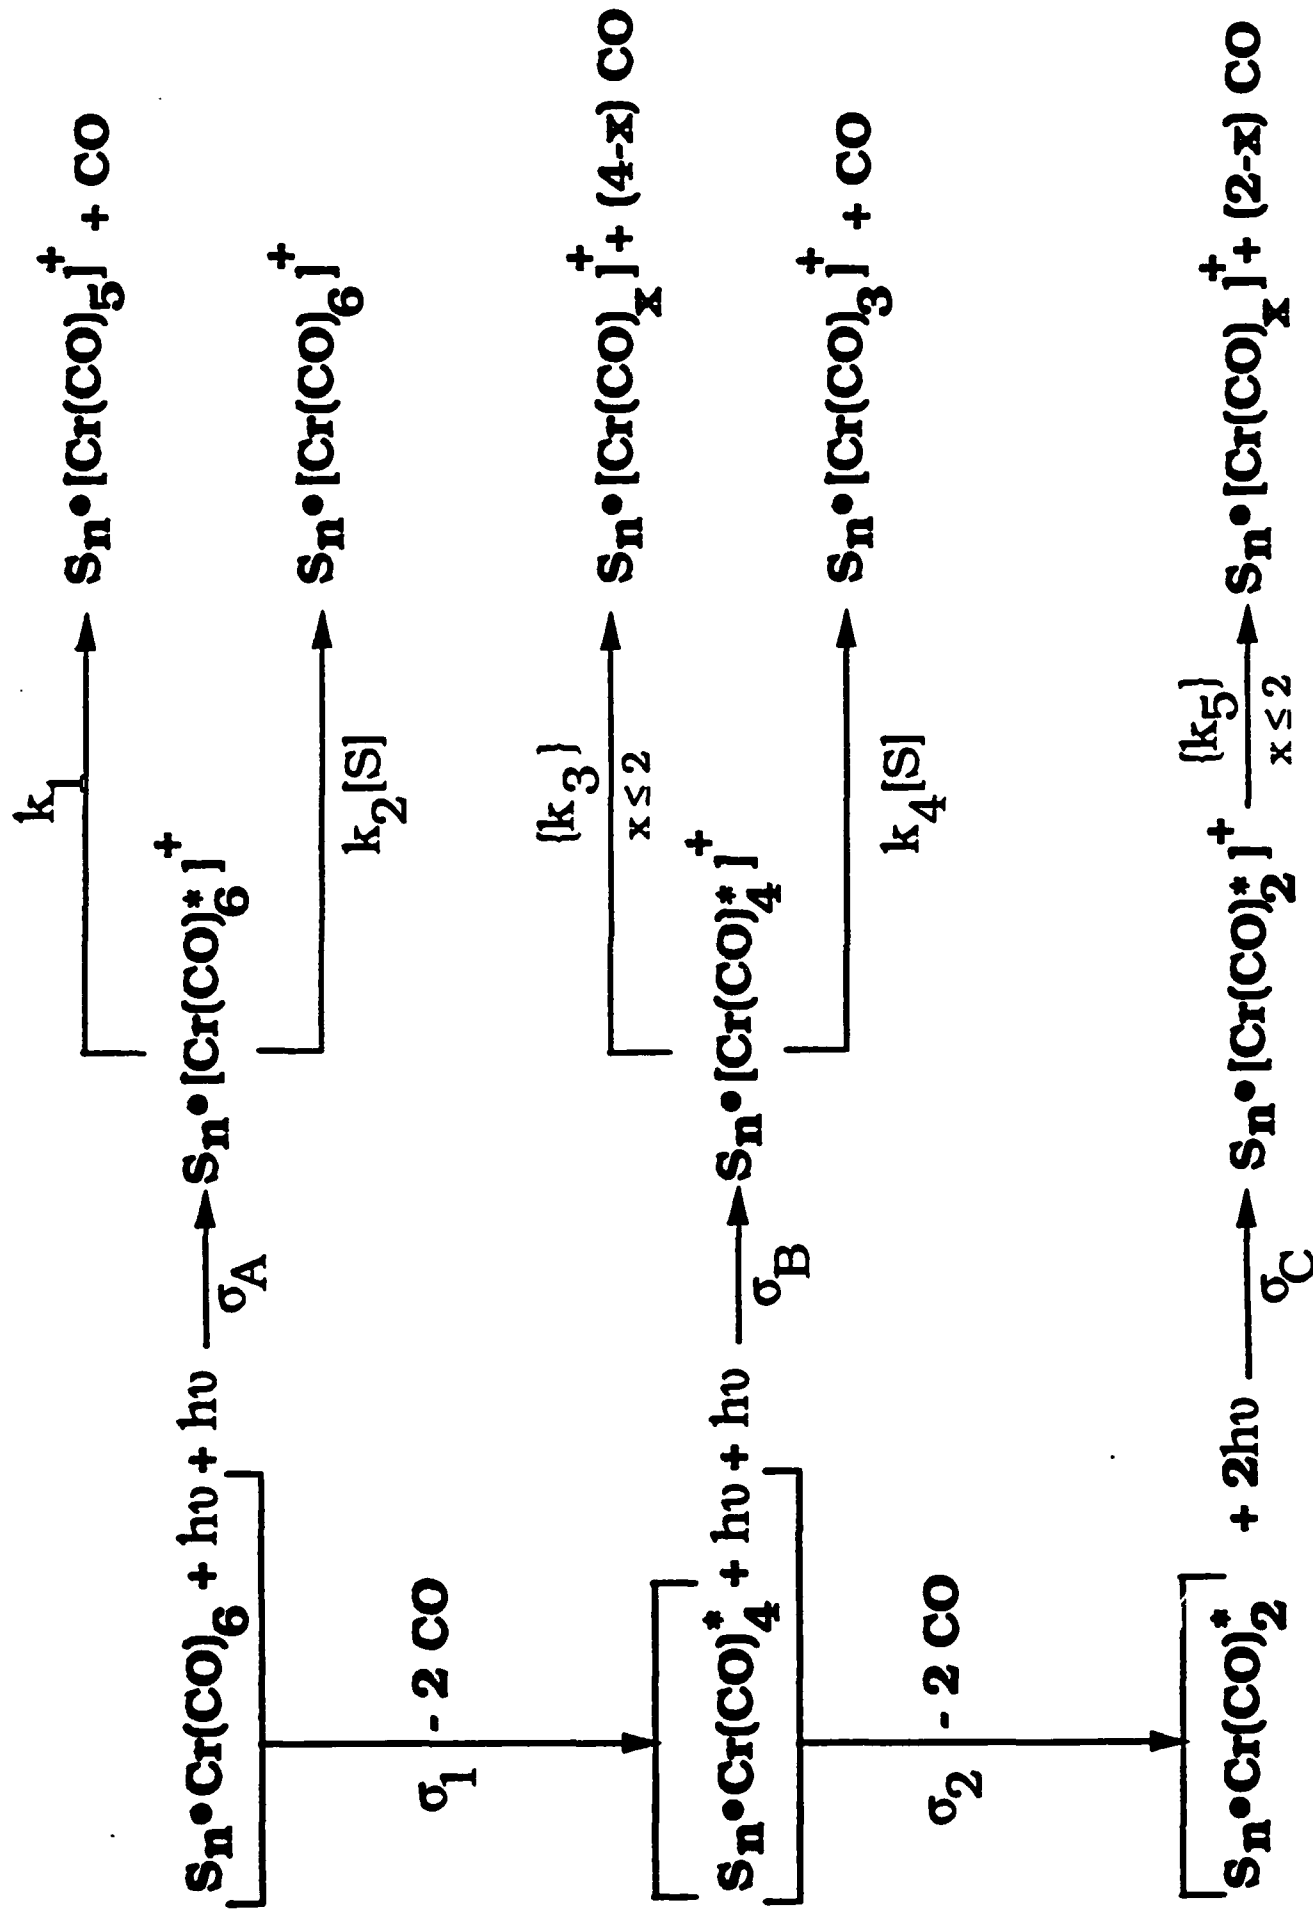 Sn•Cr(CO)6 + hυ + hυ
σA
Sn•[Cr(CO)*6]+
k1
Sn•[Cr(CO)5]+ + CO
k2[S]
Sn•[Cr(CO)6]+
σ1
- 2 CO
Sn•Cr(CO)*4 + hυ + hυ
σB
Sn•[Cr(CO)*4]+
{k3}
x ≤ 2
Sn•[Cr(CO)x]+ + (4-x) CO
k4[S]
Sn•[Cr(CO)3]+ + CO
σ2
- 2 CO
Sn•Cr(CO)*2 + 2hυ
σC
Sn•[Cr(CO)*2]+
{k5}
x ≤ 2
Sn•[Cr(CO)x]+ + (2-x) CO